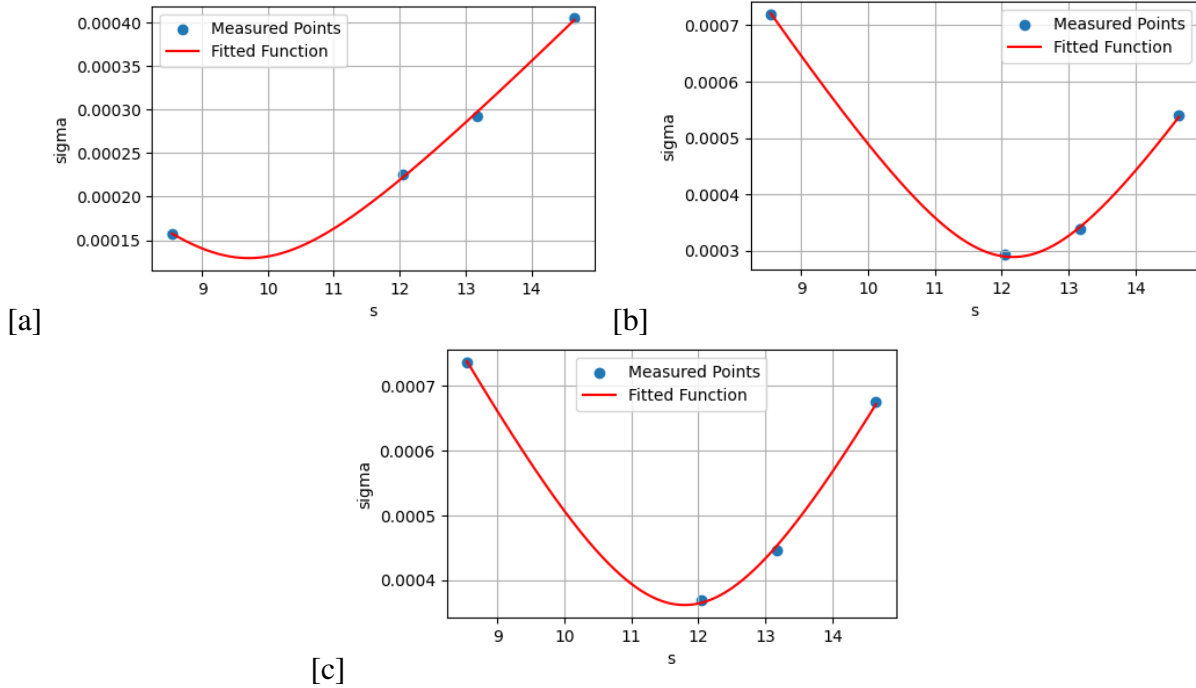 0.00040
0.00035
0.00030
0.00025
0.00020
0.00015
sigma
Measured Points
Fitted Function
9 10 11 12 13 14
s
[a]
0.0007
0.0006
0.0005
0.0004
0.0003
sigma
Measured Points
Fitted Function
9 10 11 12 13 14
s
[b]
0.0007
0.0006
0.0005
0.0004
sigma
Measured Points
Fitted Function
9 10 11 12 13 14
s
[c]